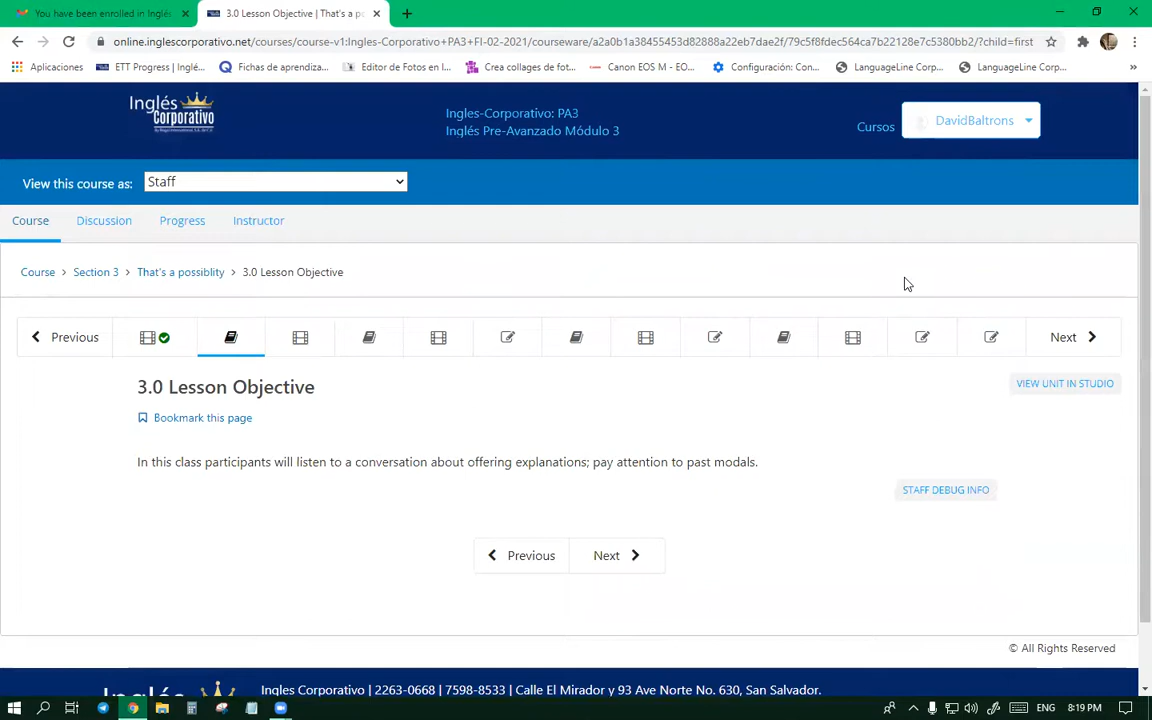 You have been enrolled in Inglés
3.0 Lesson Objective | That's a po
online.inglescorporativo.net/courses/course-v1:Ingles-Corporativo+PA3+FI-02-2021/courseware/a2a0b1a38455453d82888a22eb7dae2f/79c5f8fdec564ca7b22128e7c5380bb2/?child=first
Aplicaciones
ETT Progress | Inglé...
Fichas de aprendiza...
Editor de Fotos en l...
Crea collages de fot...
Canon EOS M - EO...
Configuración: Con...
LanguageLine Corp...
LanguageLine Corp...
Inglés
Corporativo
Ingles-Corporativo: PA3
Inglés Pre-Avanzado Módulo 3
Cursos
DavidBaltrons
View this course as:
Staff
Course
Discussion
Progress
Instructor
Course > Section 3 > That's a possiblity > 3.0 Lesson Objective
Previous
Next
3.0 Lesson Objective
VIEW UNIT IN STUDIO
Bookmark this page
In this class participants will listen to a conversation about offering explanations; pay attention to past modals.
STAFF DEBUG INFO
Previous
Next
© All Rights Reserved
Inglés
Ingles Corporativo | 2263-0668 | 7598-8533 | Calle El Mirador y 93 Ave Norte No. 630, San Salvador.
ENG
8:19 PM